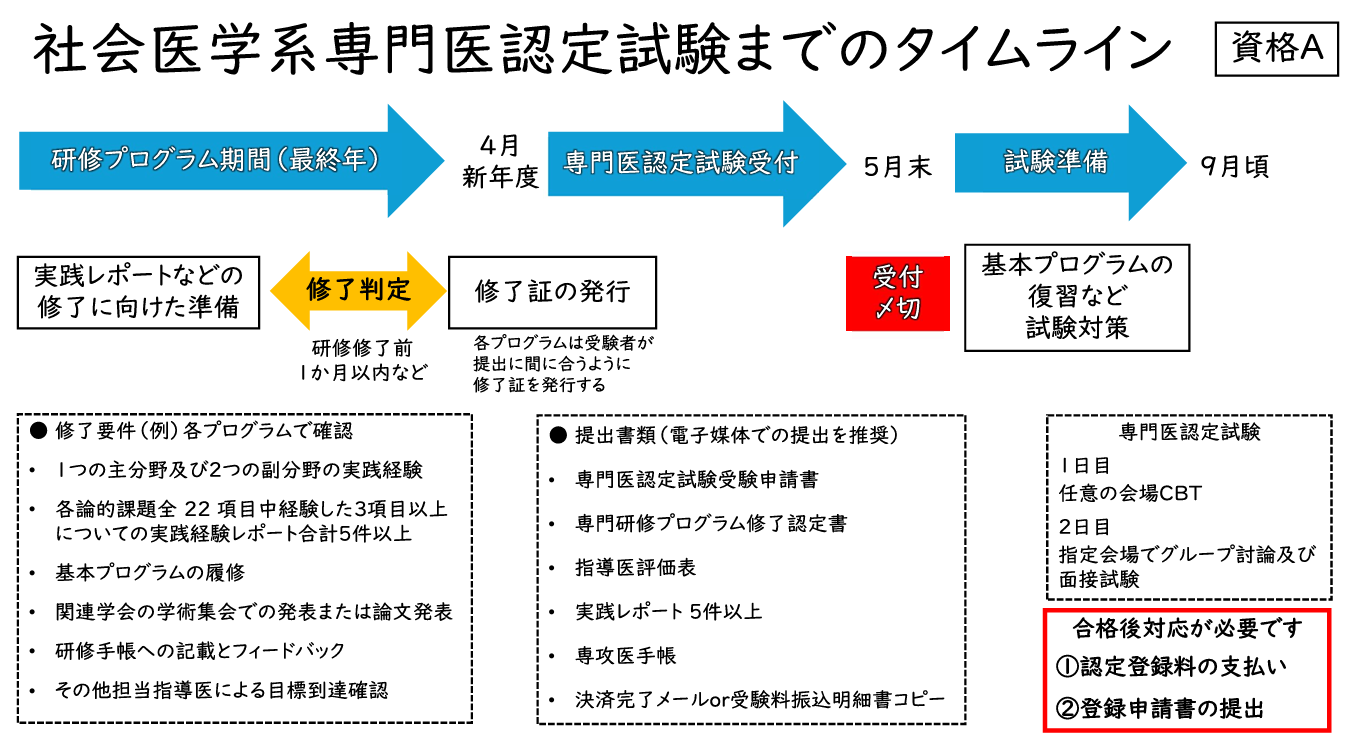 社会医学系専門医認定試験までのタイムライン
資格A
研修プログラム期間（最終年）
4月
新年度
専門医認定試験受付
5月末
試験準備
9月頃
実践レポートなどの
修了に向けた準備
修了判定
研修修了前
1か月以内など
修了証の発行
各プログラムは受験者が
提出に間に合うように
修了証を発行する
受付
〆切
基本プログラムの
復習など
試験対策
● 修了要件（例）各プログラムで確認
• 1つの主分野及び2つの副分野の実践経験
• 各論的課題全 22 項目中経験した3項目以上
についての実践経験レポート合計5件以上
• 基本プログラムの履修
• 関連学会の学術集会での発表または論文発表
• 研修手帳への記載とフィードバック
• その他担当指導医による目標到達確認
● 提出書類（電子媒体での提出を推奨）
• 専門医認定試験受験申請書
• 専門研修プログラム修了認定書
• 指導医評価表
• 実践レポート 5件以上
• 専攻医手帳
• 決済完了メールor受験料振込明細書コピー
専門医認定試験
1日目
任意の会場CBT
2日目
指定会場でグループ討論及び
面接試験
合格後対応が必要です
①認定登録料の支払い
②登録申請書の提出